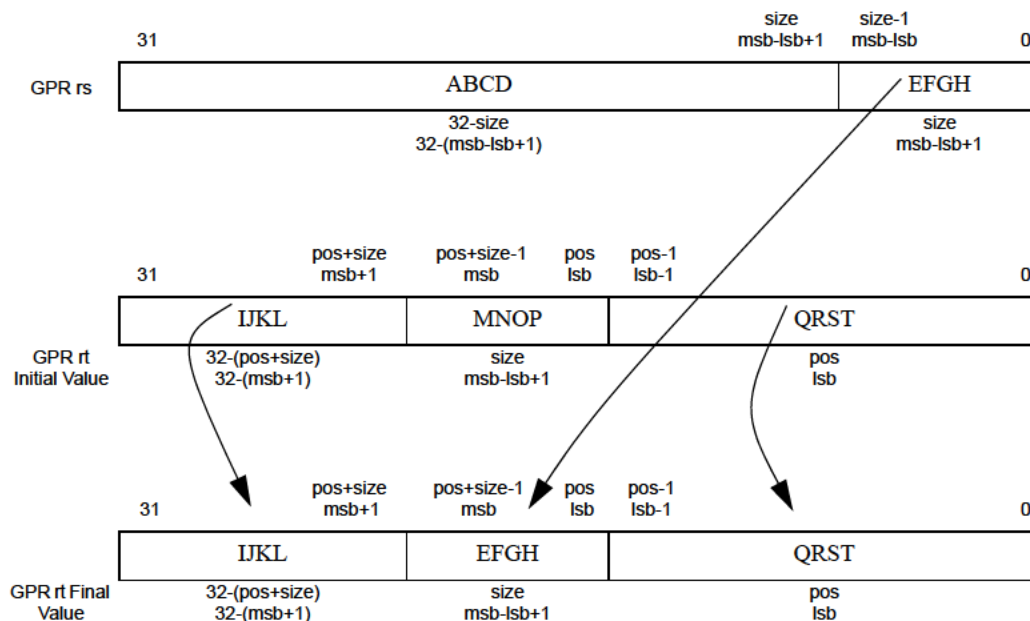 size size-1
31 msb-lsb+1 msb-lsb 0
GPR rs ABCD EFGH
32-size size
32-(msb-lsb+1) msb-lsb+1
pos+size pos+size-1 pos pos-1
31 msb+1 msb lsb lsb-1 0
IJKL MNOP QRST
GPR rt 32-(pos+size) size pos
Initial Value 32-(msb+1) msb-lsb+1 lsb
pos+size pos+size-1 pos pos-1
31 msb+1 msb lsb lsb-1 0
IJKL EFGH QRST
GPR rt Final 32-(pos+size) size pos
Value 32-(msb+1) msb-lsb+1 lsb